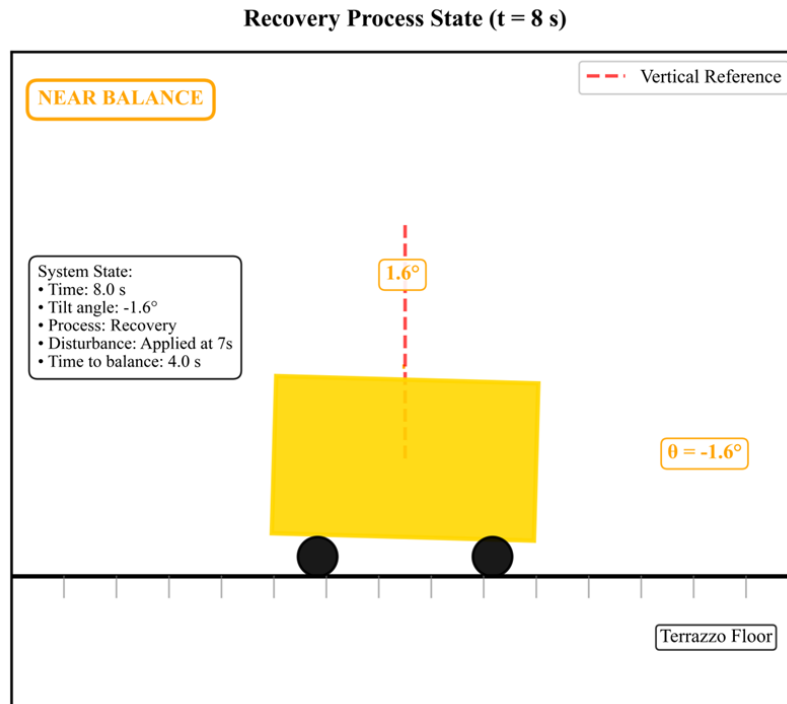 Recovery Process State (t = 8 s)
NEAR BALANCE
Vertical Reference
1.6°
System State:
• Time: 8.0 s
• Tilt angle: -1.6°
• Process: Recovery
• Disturbance: Applied at 7s
• Time to balance: 4.0 s
θ = -1.6°
Terrazzo Floor